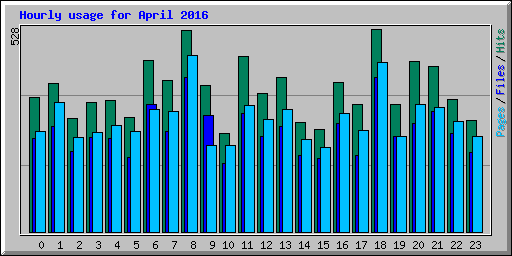 Hourly usage for April 2016
528
Pages / Files / Hits
0 1 2 3 4 5 6 7 8 9 10 11 12 13 14 15 16 17 18 19 20 21 22 23